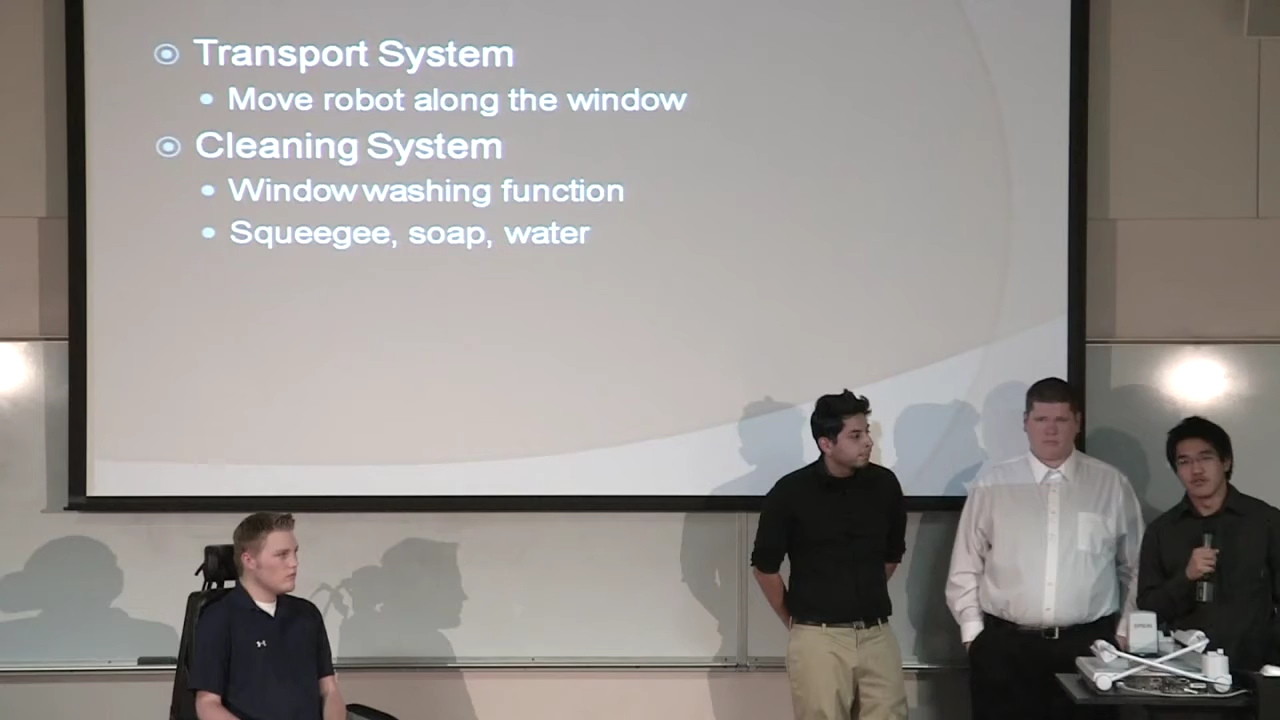 Transport System
Move robot along the window
Cleaning System
Window washing function
Squeegee, soap, water